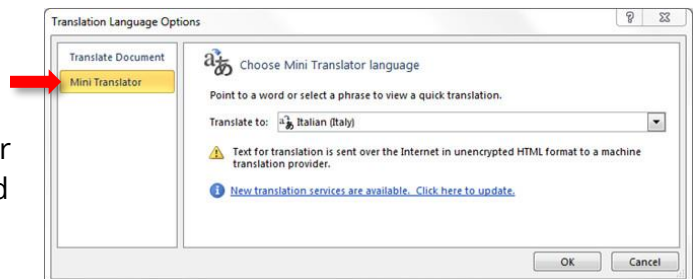 Translation Language Options
Translate Document
Mini Translator
Choose Mini Translator language
Point to a word or select a phrase to view a quick translation.
Translate to: Italian (Italy)
Text for translation is sent over the Internet in unencrypted HTML format to a machine
translation provider.
New translation services are available. Click here to update.
OK Cancel